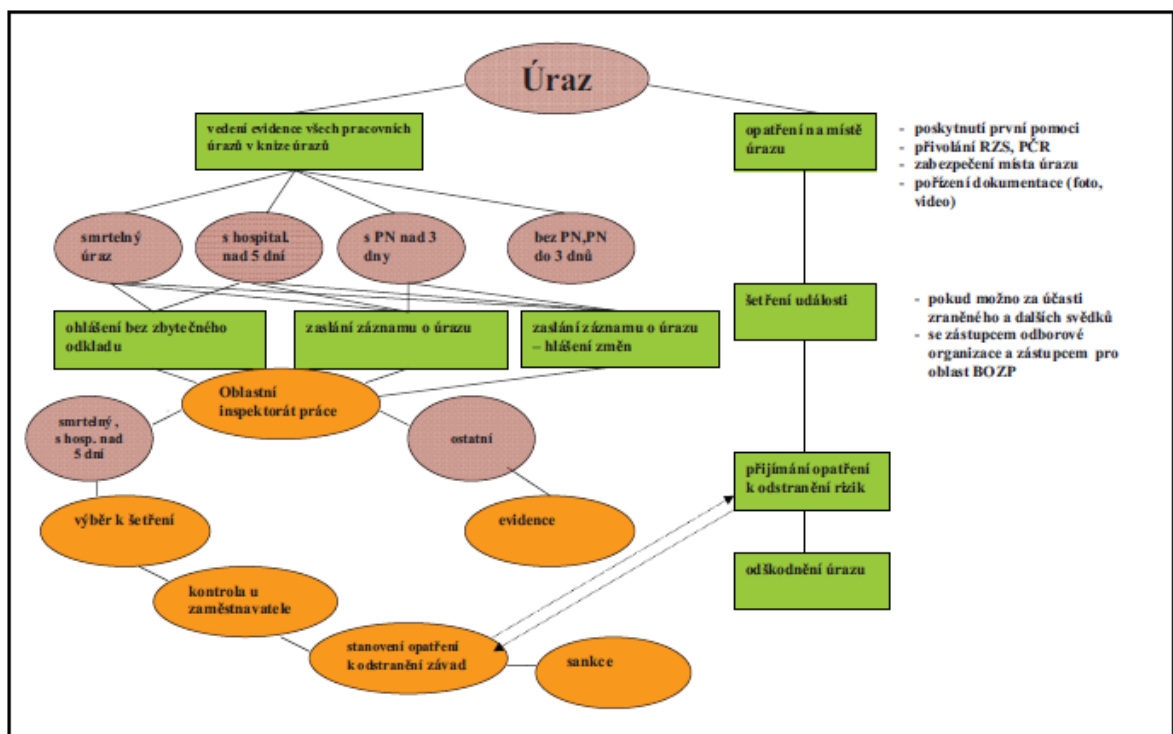 Úraz
vedení evidence všech pracovních
úrazů v knize úrazů
opatření na místě
úrazu
- poskytnutí první pomoci
- přivolání RZS, PČR
- zabezpečení místa úrazu
- pořízení dokumentace (foto,
video)
smrtelný
úraz
s hospital.
nad 5 dní
s PN nad 3
dny
bez PN,PN
do 3 dnů
šetření události
- pokud možno za účasti
zraněného a dalších svědků
- se zástupcem odborové
organizace a zástupcem pro
oblast BOZP
ohlášení bez zbytečného
odkladu
zaslání záznamu o úrazu
zaslání záznamu o úrazu
– hlášení změn
Oblastní
inspektorát práce
smrtelný ,
s hosp. nad
5 dní
ostatní
přijímání opatření
k odstranění rizik
výběr k šetření
evidence
odškodnění úrazu
kontrola u
zaměstnavatele
stanovení opatření
k odstranění závad
sankce